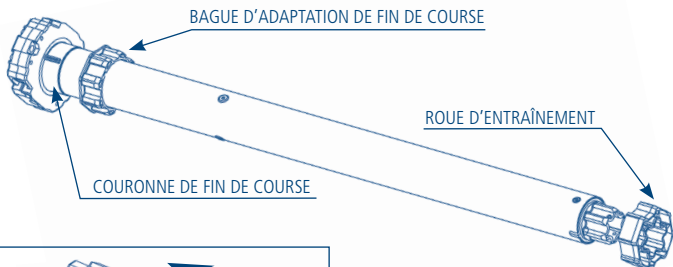 BAGUE D'ADAPTATION DE FIN DE COURSE
ROUE D'ENTRAÎNEMENT
COURONNE DE FIN DE COURSE